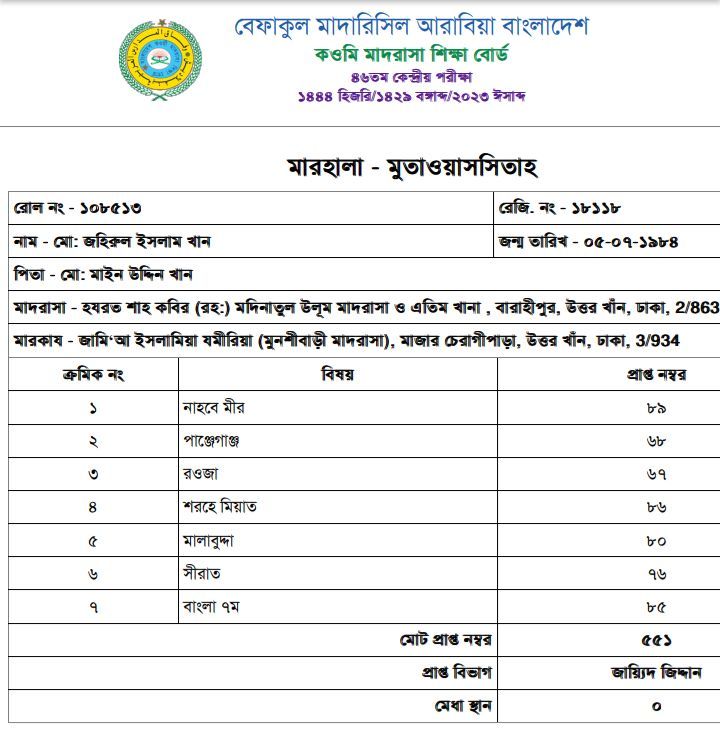 বেফাকুল মাদারিসিল আরাবিয়া বাংলাদেশ
কওমি মাদরাসা শিক্ষা বোর্ড
৪৬তম কেন্দ্রীয় পরীক্ষা
১৪৪৪ হিজরি/১৪২৯ বঙ্গাব্দ/২০২৩ ঈসাব্দ
মারহালা - মুতাওয়াসসিতাহ
রোল নং - ১০৮৫১৩ রেজি. নং - ১৮১১৮
নাম - মো: জহিরুল ইসলাম খান জন্ম তারিখ - ০৫-০৭-১৯৮৪
পিতা - মো: মাইন উদ্দিন খান
মাদরাসা - হযরত শাহ কবির (রহ:) মদিনাতুল উলূম মাদরাসা ও এতিম খানা , বারাহীপুর, উত্তর খাঁন, ঢাকা, 2/863
মারকায - জামি‘আ ইসলামিয়া যমীরিয়া (মুনশীবাড়ী মাদরাসা), মাজার চেরাগীপাড়া, উত্তর খাঁন, ঢাকা, 3/934
ক্রমিক নং বিষয় প্রাপ্ত নম্বর
১ নাহবে মীর ৮৯
২ পাঞ্জেগাঞ্জ ৬৮
৩ রওজা ৬৭
৪ শরহে মিয়াত ৮৬
৫ মালাবুদ্দা ৮০
৬ সীরাত ৭৬
৭ বাংলা ৭ম ৮৫
মোট প্রাপ্ত নম্বর ৫৫১
প্রাপ্ত বিভাগ জায়্যিদ জিদ্দান
মেধা স্থান ০